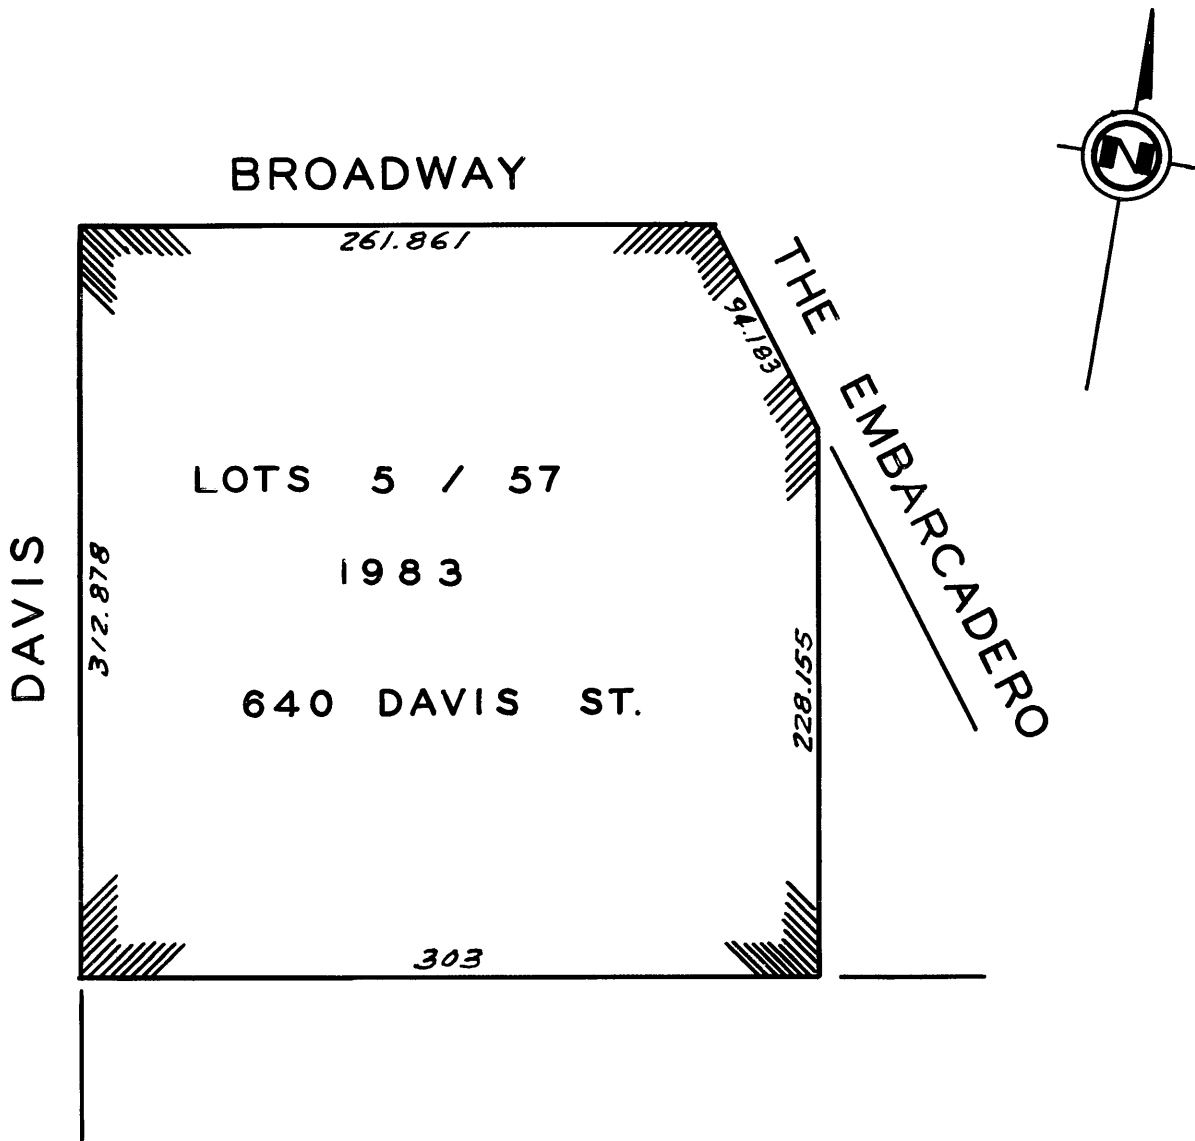 N
BROADWAY
261.861
THE EMBARCADERO
94.183
LOTS 5 / 57
1983
DAVIS
312.878
228.155
640 DAVIS ST.
303